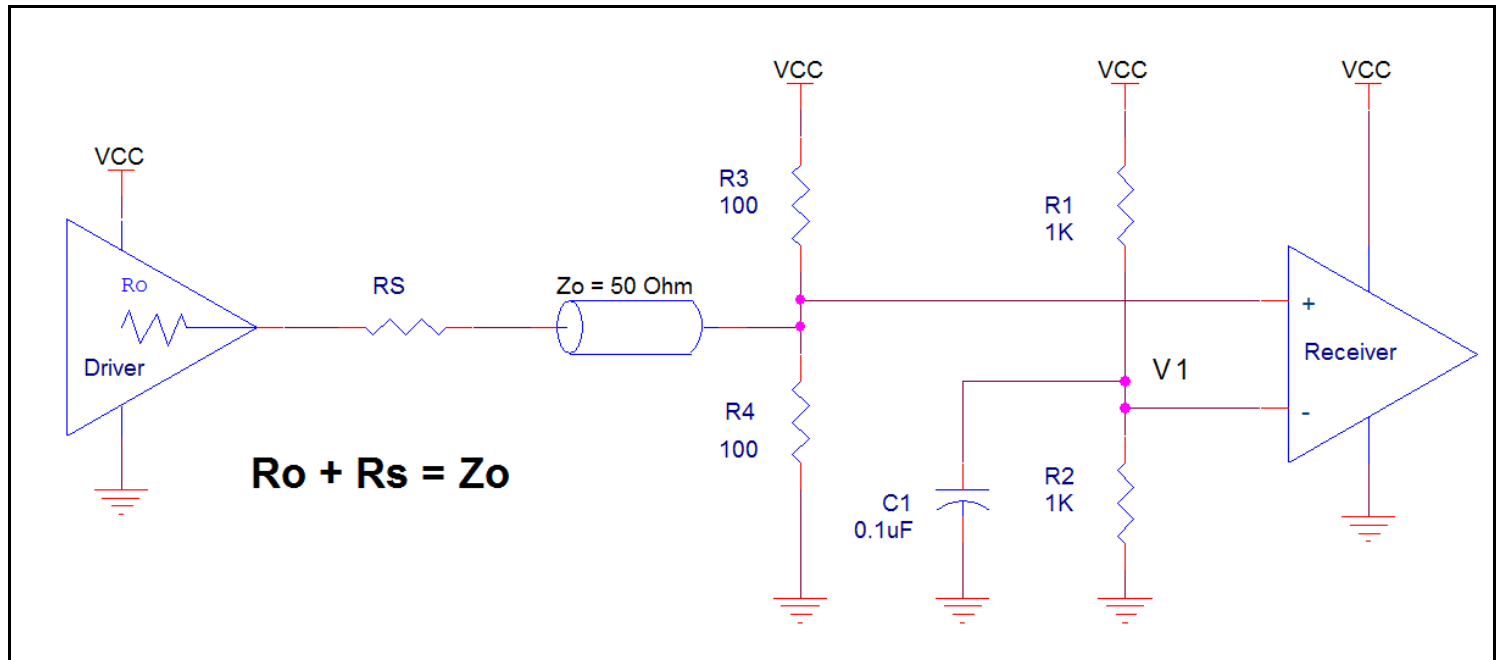 VCC
VCC
VCC
VCC
R3
100
R1
1K
Ro
RS
Zo = 50 Ohm
+
Driver
Receiver
V1
-
R4
100
Ro + Rs = Zo
R2
1K
C1
0.1uF